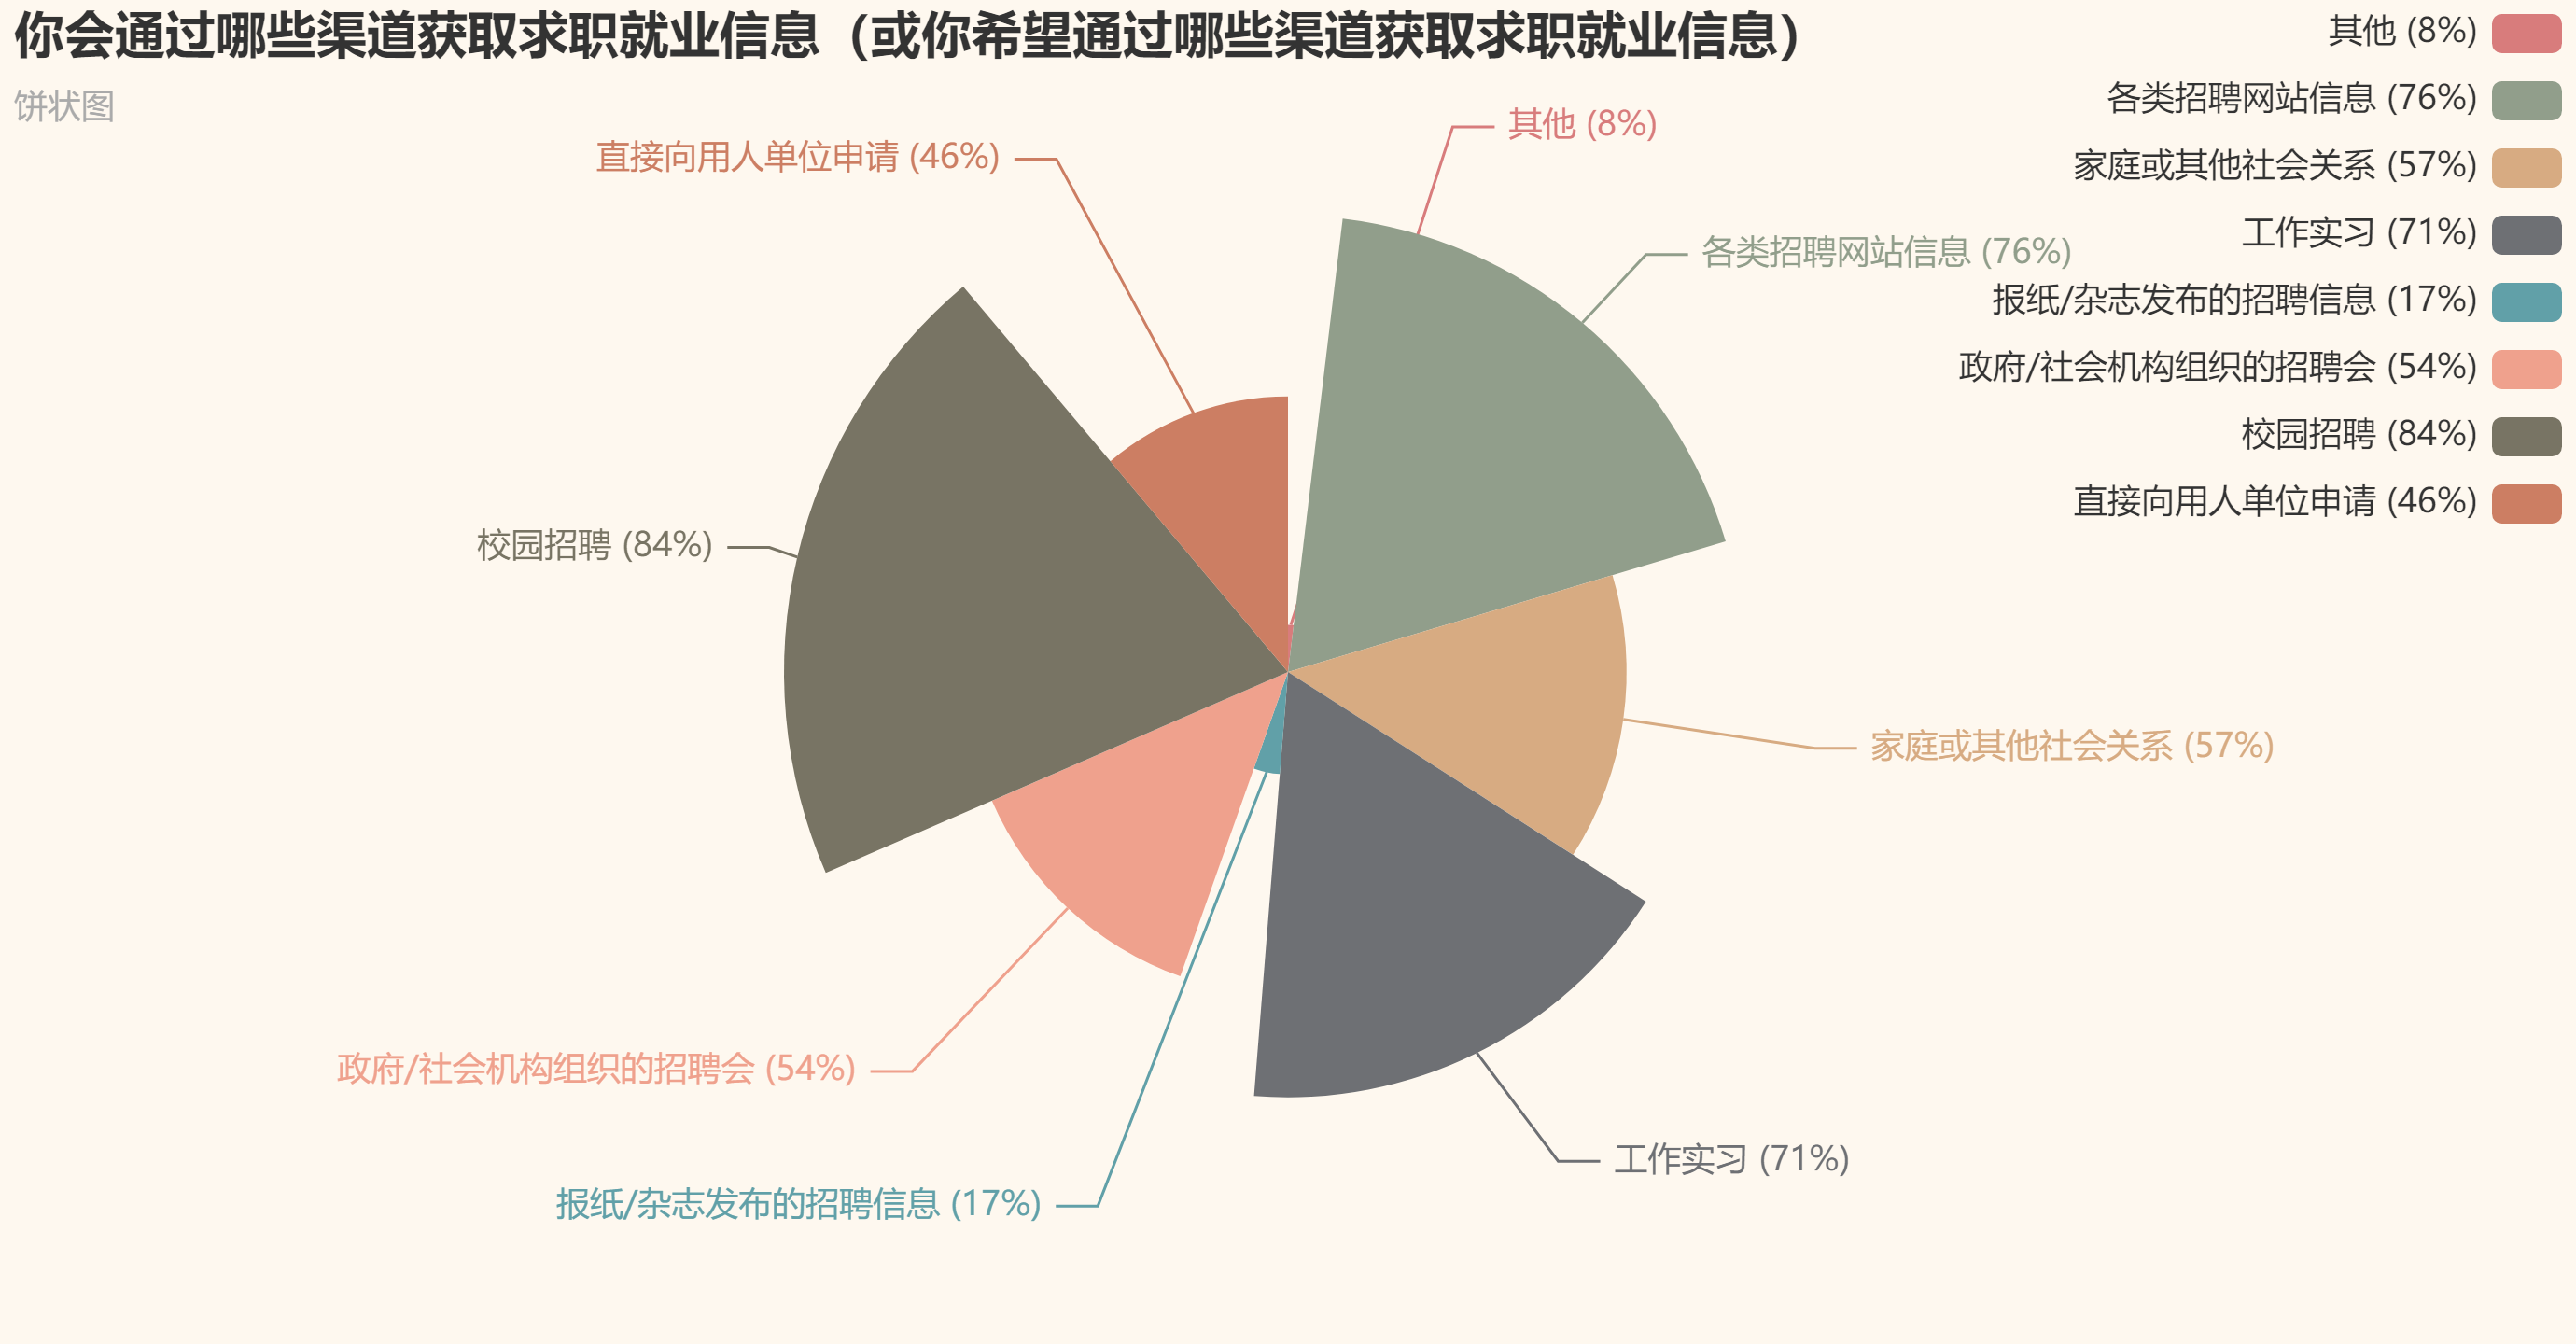 你会通过哪些渠道获取求职就业信息（或你希望通过哪些渠道获取求职就业信息）
饼状图
其他 (8%)
各类招聘网站信息 (76%)
家庭或其他社会关系 (57%)
工作实习 (71%)
报纸/杂志发布的招聘信息 (17%)
政府/社会机构组织的招聘会 (54%)
校园招聘 (84%)
直接向用人单位申请 (46%)
其他 (8%)
直接向用人单位申请 (46%)
各类招聘网站信息 (76%)
校园招聘 (84%)
家庭或其他社会关系 (57%)
政府/社会机构组织的招聘会 (54%)
工作实习 (71%)
报纸/杂志发布的招聘信息 (17%)